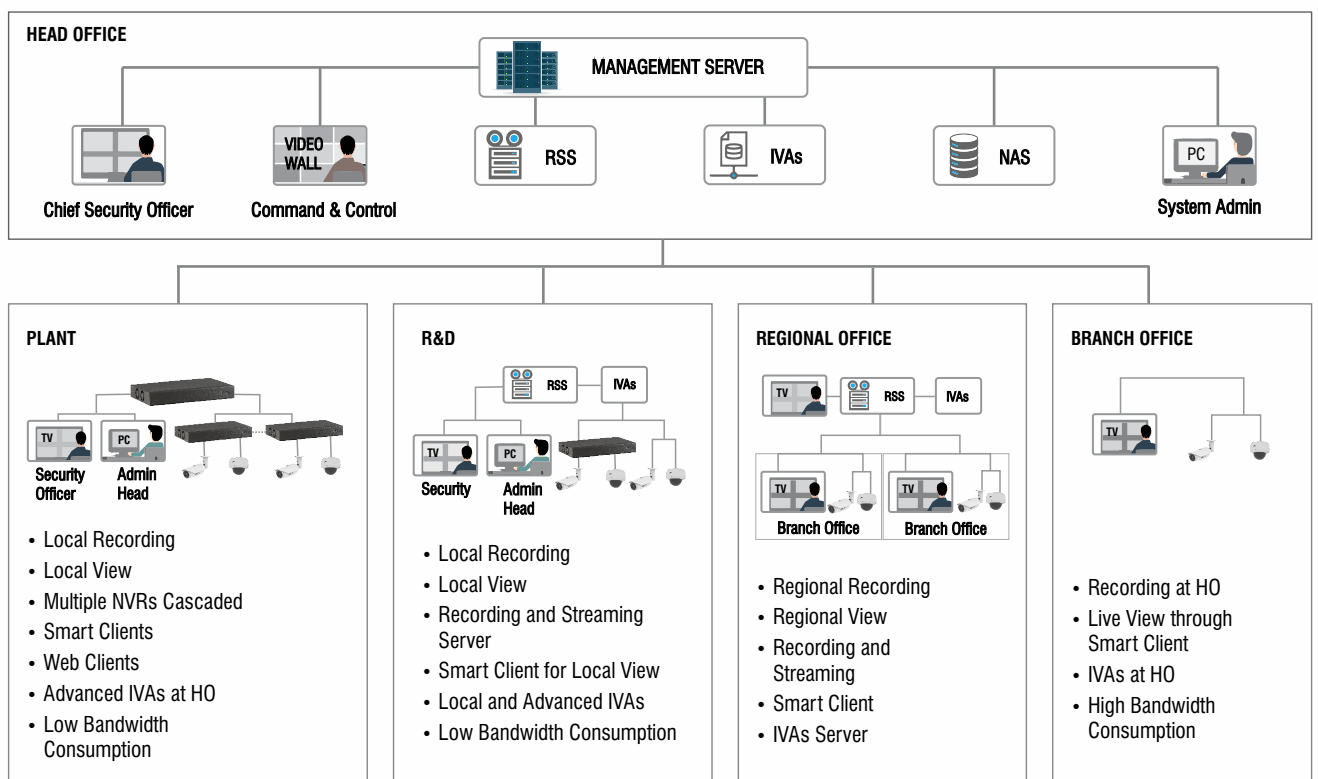 HEAD OFFICE
MANAGEMENT SERVER
VIDEO
WALL
RSS
IVAs
NAS
PC
Chief Security Officer
Command & Control
System Admin
PLANT
TV
PC
Security
Officer
Admin
Head
• Local Recording
• Local View
• Multiple NVRs Cascaded
• Smart Clients
• Web Clients
• Advanced IVAs at HO
• Low Bandwidth
Consumption
R&D
RSS
IVAs
TV
PC
Security
Admin
Head
• Local Recording
• Local View
• Recording and Streaming
Server
• Smart Client for Local View
• Local and Advanced IVAs
• Low Bandwidth Consumption
REGIONAL OFFICE
TV
RSS
IVAs
TV
TV
Branch Office
Branch Office
• Regional Recording
• Regional View
• Recording and
Streaming
• Smart Client
• IVAs Server
BRANCH OFFICE
TV
• Recording at HO
• Live View through
Smart Client
• IVAs at HO
• High Bandwidth
Consumption